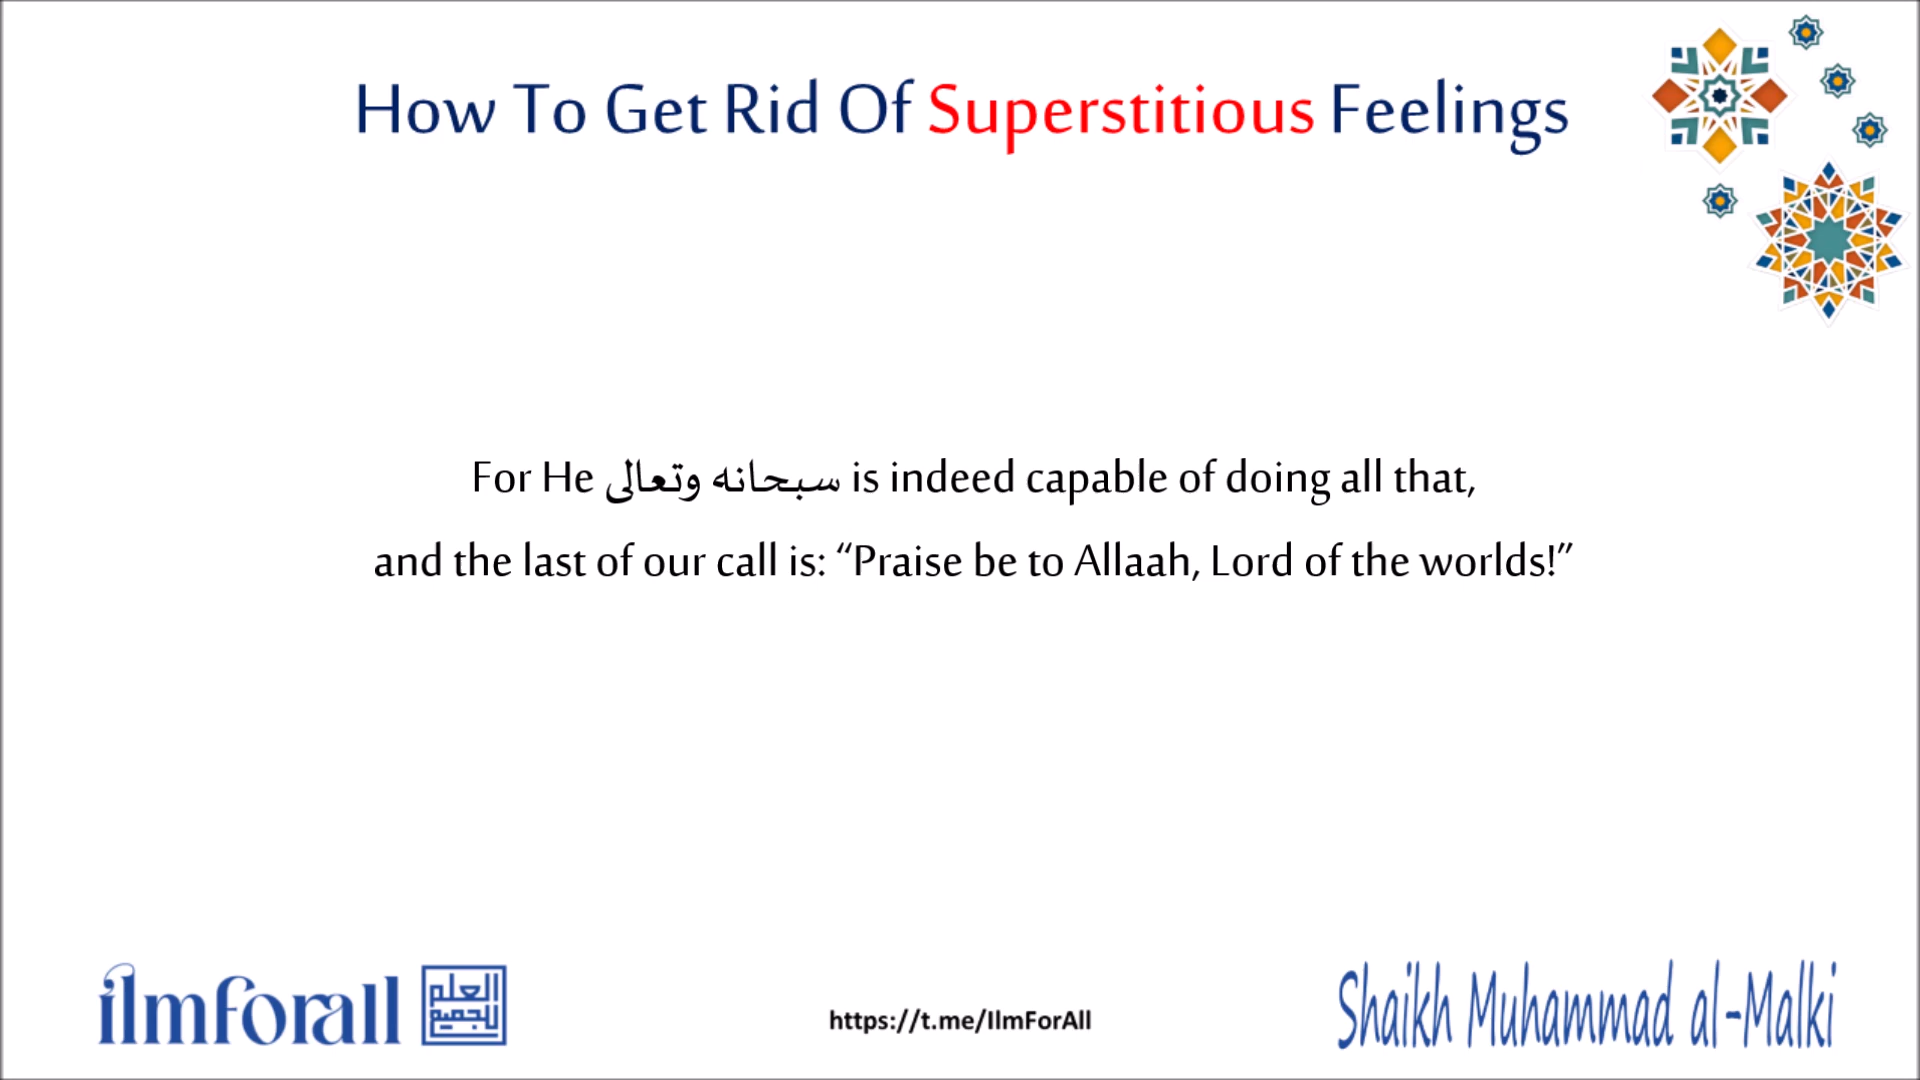 How To Get Rid Of Superstitious Feelings
For He سبحانه وتعالى is indeed capable of doing all that,
and the last of our call is: “Praise be to Allaah, Lord of the worlds!”
ilmforall
العلم
للجميع
https://t.me/IlmForAll
Shaikh Muhammad al-Malki